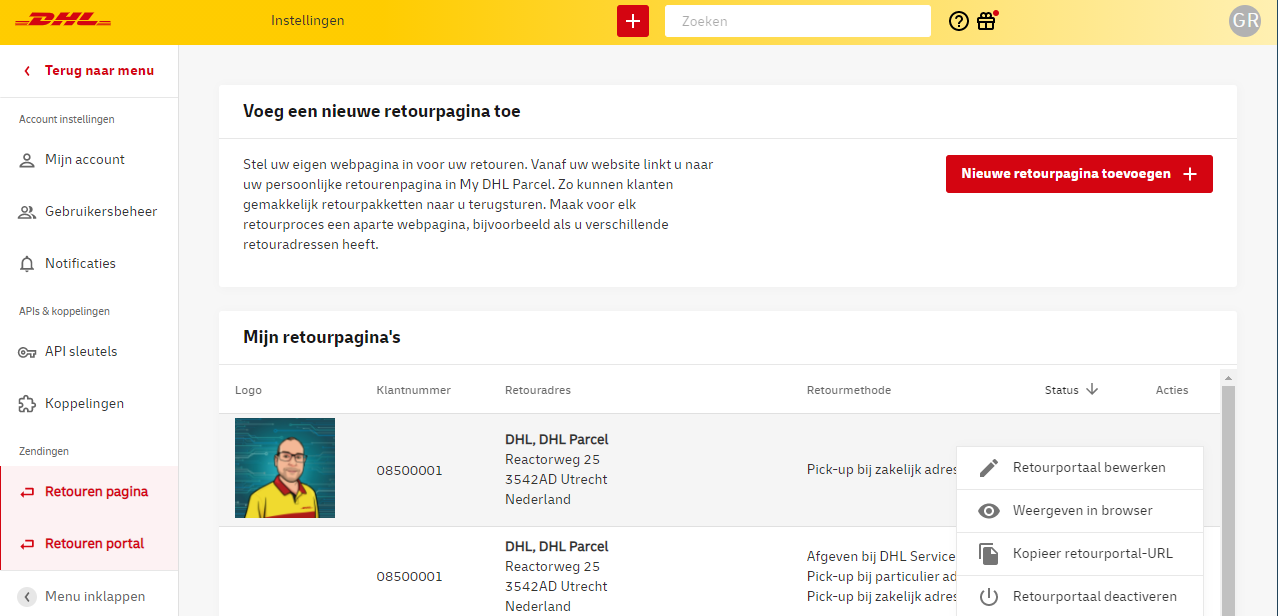 DHL
Instellingen
Zoeken
GR
Terug naar menu
Account instellingen
Mijn account
Gebruikersbeheer
Notificaties
APIs & koppelingen
API sleutels
Koppelingen
Zendingen
Retouren pagina
Retouren portal
Menu inklappen
Voeg een nieuwe retourpagina toe
Stel uw eigen webpagina in voor uw retouren. Vanaf uw website linkt u naar
uw persoonlijke retourenpagina in My DHL Parcel. Zo kunnen klanten
gemakkelijk retourpakketten naar u terugsturen. Maak voor elk
retourproces een aparte webpagina, bijvoorbeeld als u verschillende
retouradressen heeft.
Nieuwe retourpagina toevoegen
Mijn retourpagina's
Logo Klantnummer Retouradres Retourmethode Status Acties
08500001
DHL, DHL Parcel
Reactorweg 25
3542AD Utrecht
Nederland
Pick-up bij zakelijk adres
08500001
DHL, DHL Parcel
Reactorweg 25
3542AD Utrecht
Nederland
Afgeven bij DHL Service
Pick-up bij particulier ad
Pick-up bij zakelijk adres
Retourportaal bewerken
Weergeven in browser
Kopieer retourportal-URL
Retourportaal deactiveren